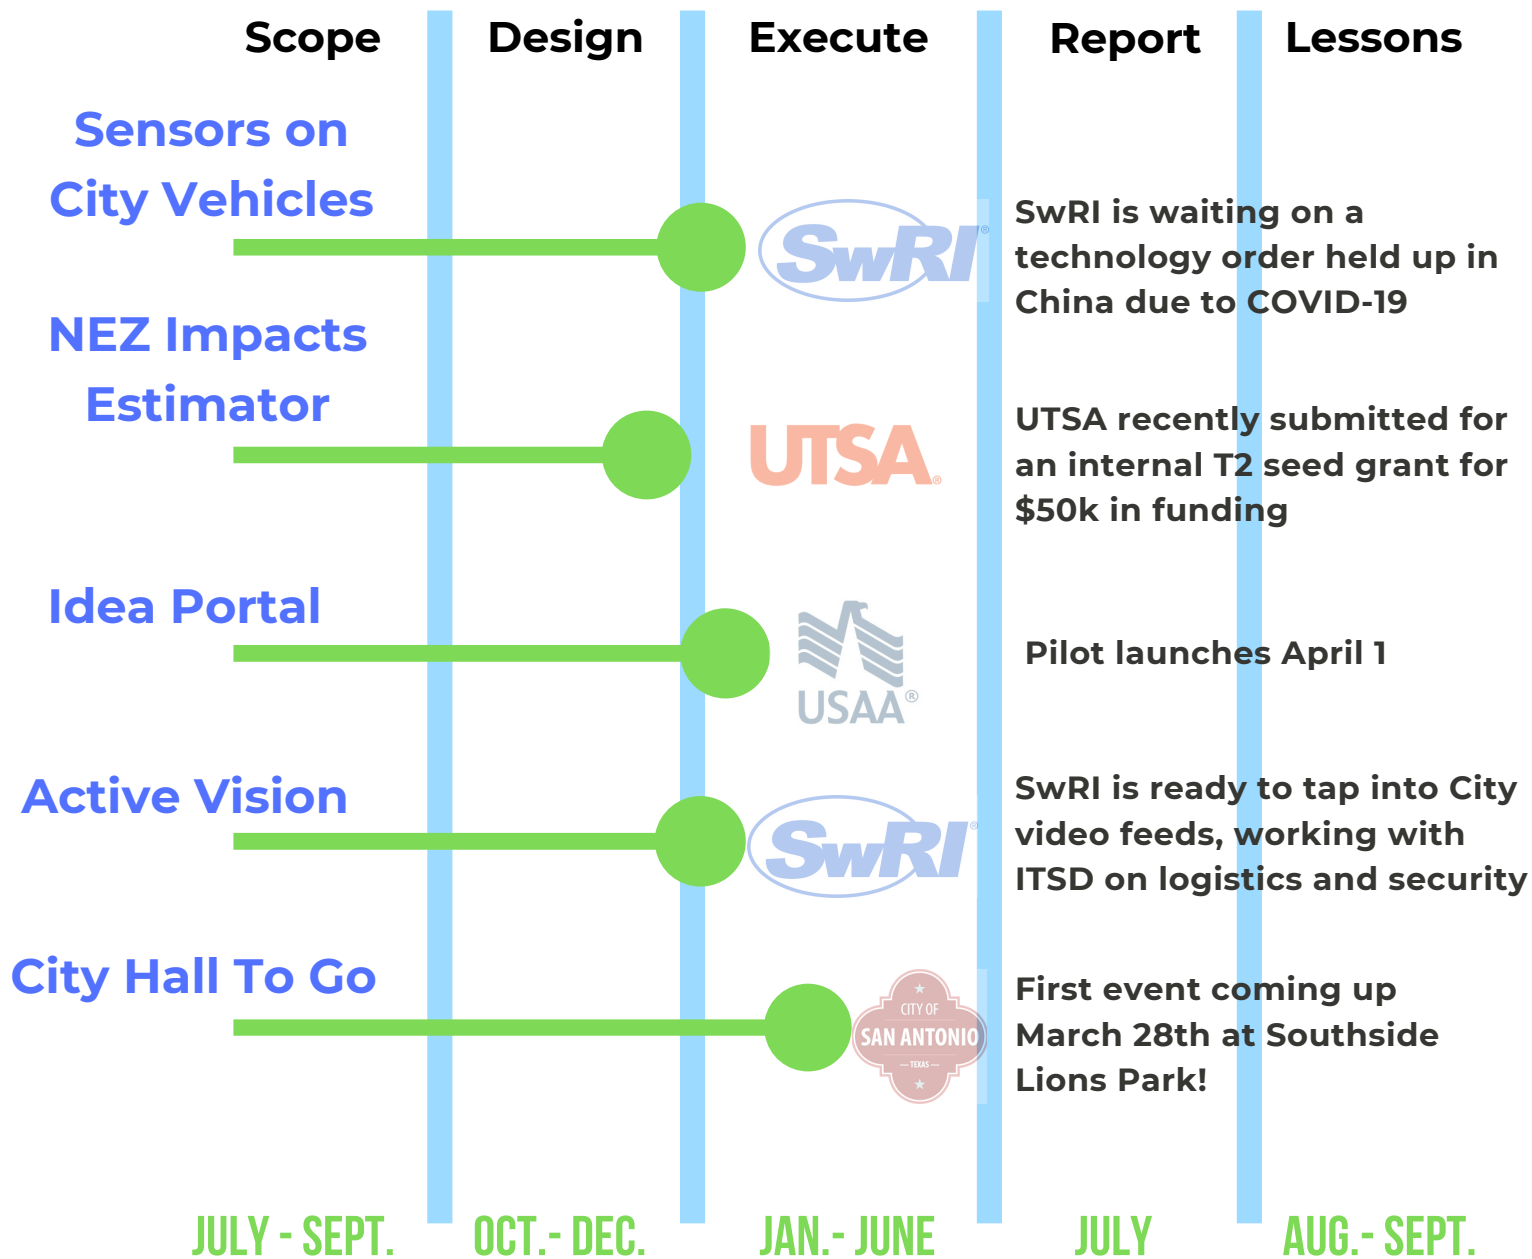 Scope Design Execute Report Lessons
Sensors on
City Vehicles
SwRI®
SwRI is waiting on a
technology order held up in
China due to COVID-19
NEZ Impacts
Estimator
UTSA®
UTSA recently submitted for
an internal T2 seed grant for
$50k in funding
Idea Portal
USAA®
Pilot launches April 1
Active Vision
SwRI®
SwRI is ready to tap into City
video feeds, working with
ITSD on logistics and security
City Hall To Go
CITY OF
SAN ANTONIO
TEXAS
First event coming up
March 28th at Southside
Lions Park!
JULY - SEPT. OCT.- DEC. JAN.- JUNE JULY AUG.- SEPT.